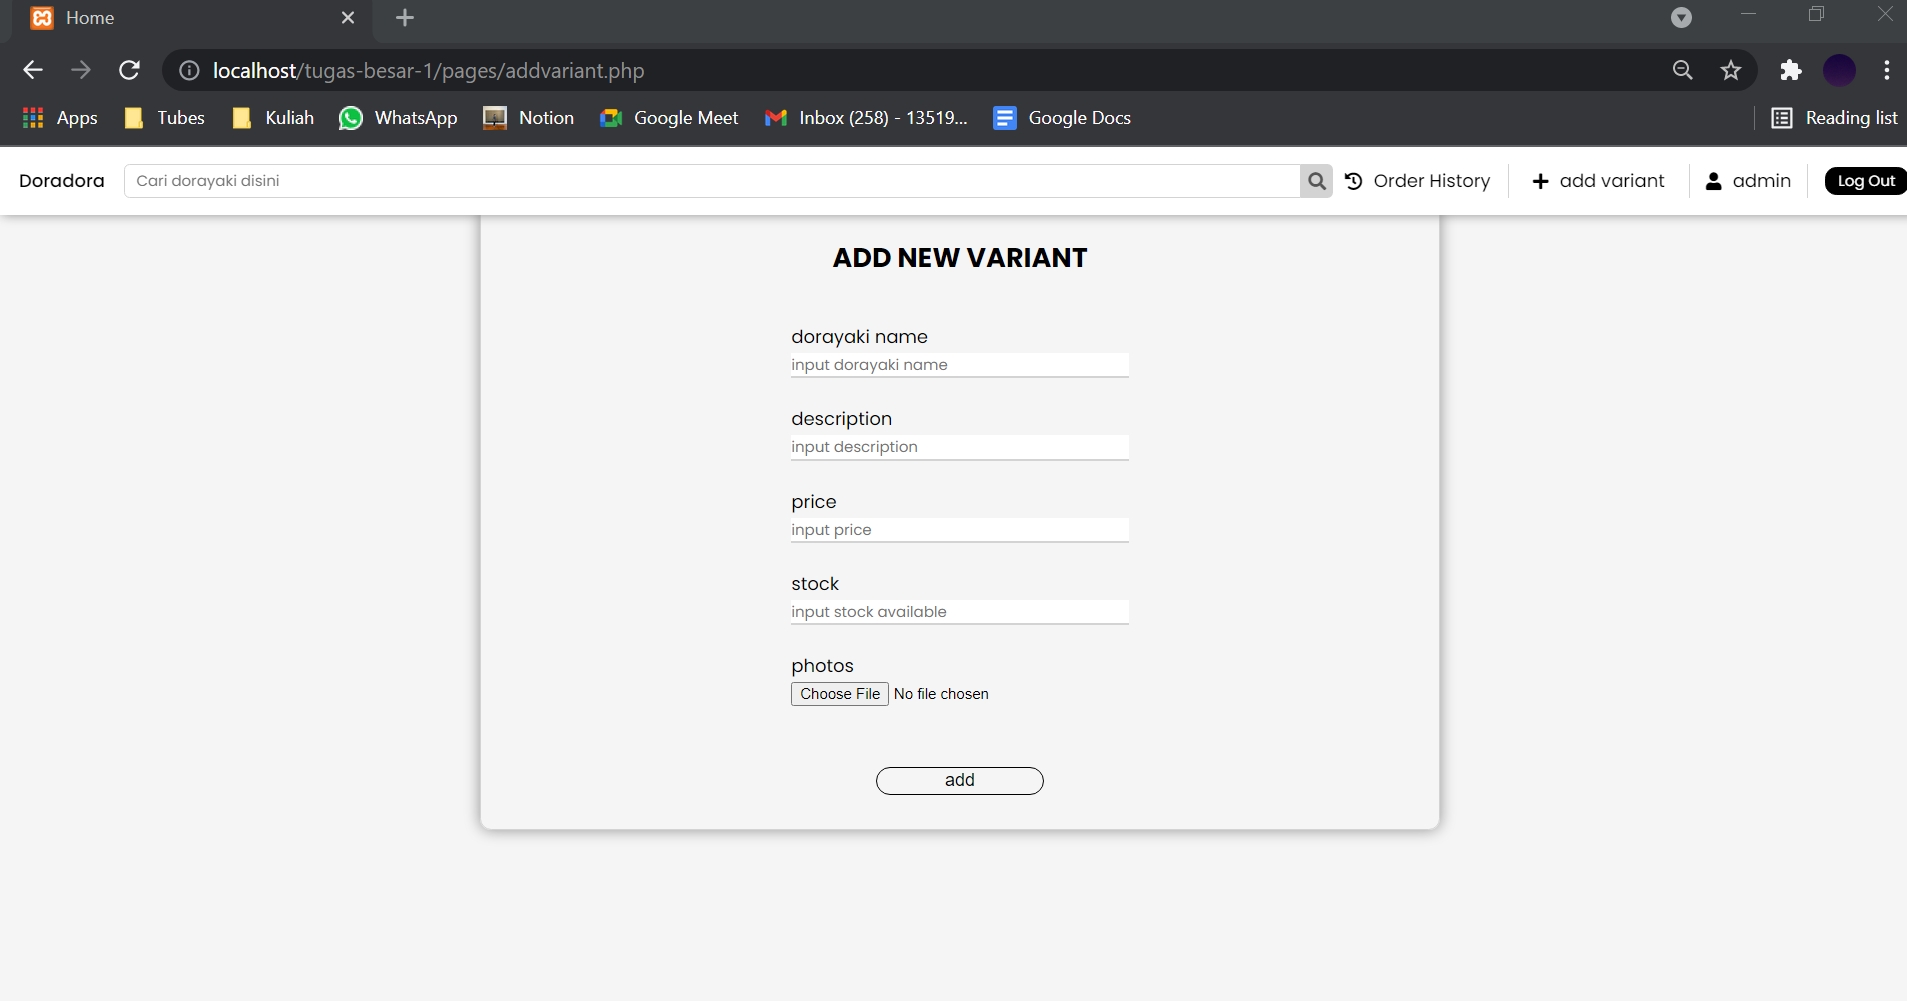 Home
localhost/tugas-besar-1/pages/addvariant.php
Apps Tubes Kuliah WhatsApp Notion Google Meet Inbox (258) - 13519... Google Docs Reading list
Doradora Cari dorayaki disini Order History add variant admin Log Out
ADD NEW VARIANT
dorayaki name
input dorayaki name
description
input description
price
input price
stock
input stock available
photos
Choose File No file chosen
add